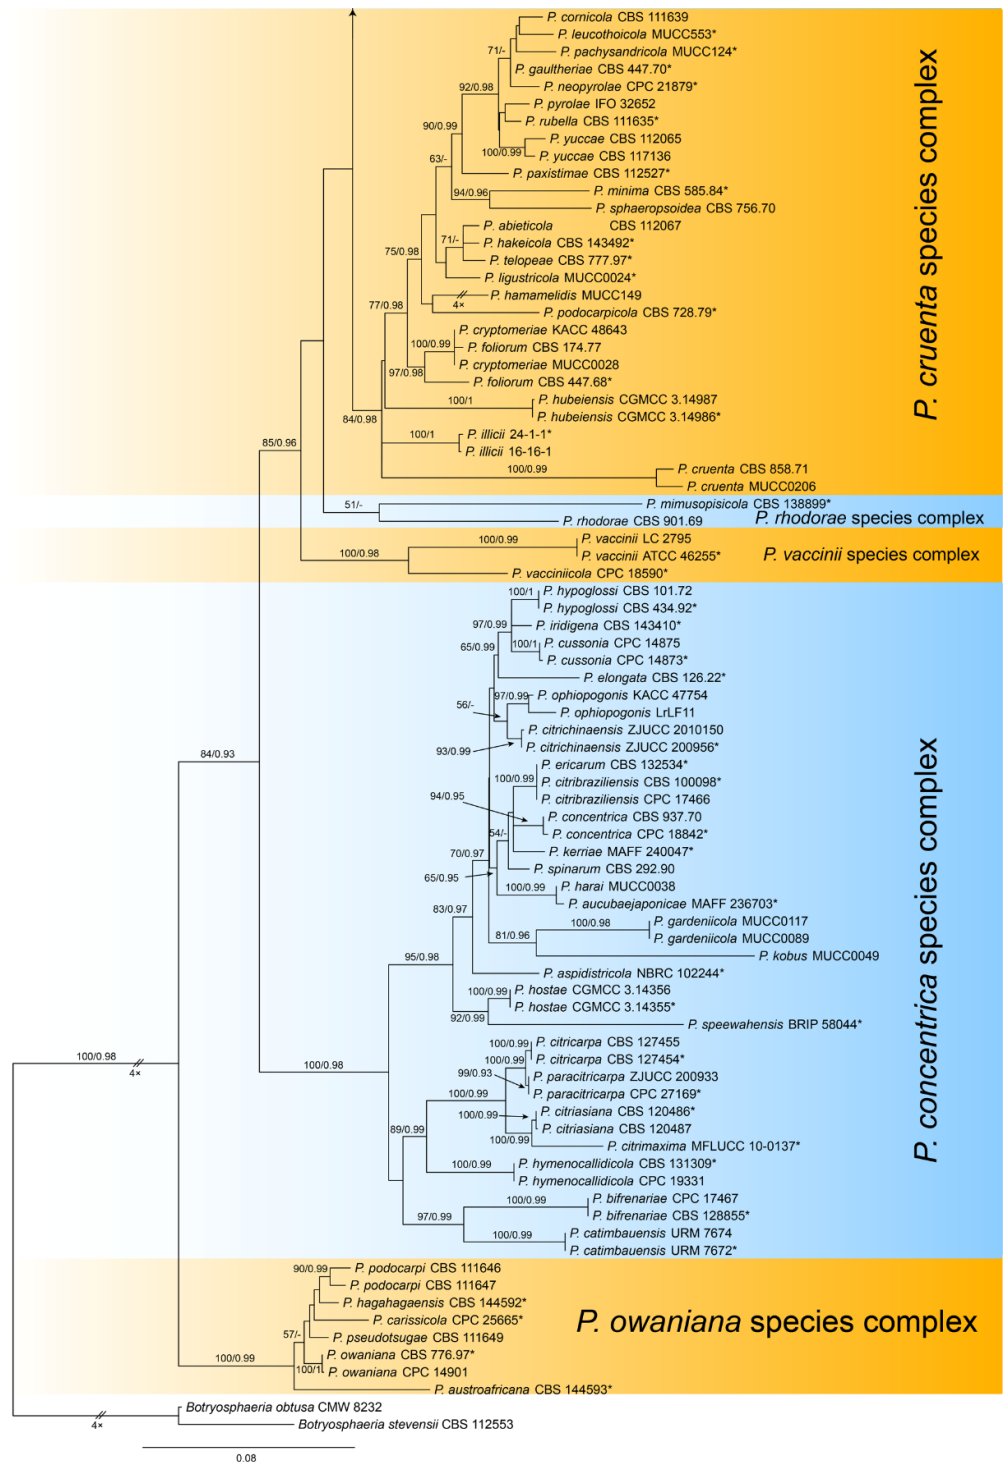 P. cornicola CBS 111639
P. leucothoicola MUCC553*
71/-
P. pachysandricola MUCC124*
P. gaultheriae CBS 447.70*
92/0.98
P. neopyrolae CPC 21879*
P. pyrolae IFO 32652
90/0.99
P. rubella CBS 111635*
P. yuccae CBS 112065
100/0.99
P. yuccae CBS 117136
63/-
P. paxistimae CBS 112527*
94/0.96
P. minima CBS 585.84*
P. sphaeropsoidea CBS 756.70
P. abieticola CBS 112067
71/-
P. hakeicola CBS 143492*
75/0.98
P. telopeae CBS 777.97*
P. ligustricola MUCC0024*
P. hamamelidis MUCC149
4×
77/0.98
P. podocarpicola CBS 728.79*
P. cryptomeriae KACC 48643
100/0.99
P. foliorum CBS 174.77
P. cryptomeriae MUCC0028
97/0.98
P. foliorum CBS 447.68*
P. hubeiensis CGMCC 3.14987
100/1
P. hubeiensis CGMCC 3.14986*
84/0.98
P. illicii 24-1-1*
100/1
P. illicii 16-16-1
85/0.96
P. cruenta CBS 858.71
100/0.99
P. cruenta MUCC0206
P. cruenta species complex
51/-
P. mimusopisicola CBS 138899*
P. rhodorae CBS 901.69
P. rhodorae species complex
P. vaccinii LC 2795
100/0.99
P. vaccinii ATCC 46255*
100/0.98
P. vacciniicola CPC 18590*
P. vaccinii species complex
100/1
P. hypoglossi CBS 101.72
P. hypoglossi CBS 434.92*
97/0.99
P. iridigena CBS 143410*
65/0.99
100/1
P. cussonia CPC 14875
P. cussonia CPC 14873*
P. elongata CBS 126.22*
97/0.99
P. ophiopogonis KACC 47754
56/-
P. ophiopogonis LrLF11
P. citrichinaensis ZJUCC 2010150
93/0.99
P. citrichinaensis ZJUCC 200956*
84/0.93
P. ericarum CBS 132534*
100/0.99
P. citribraziliensis CBS 100098*
94/0.95
P. citribraziliensis CPC 17466
P. concentrica CBS 937.70
54/-
P. concentrica CPC 18842*
70/0.97
P. kerriae MAFF 240047*
65/0.95
P. spinarum CBS 292.90
100/0.99
P. harai MUCC0038
P. aucubaejaponicae MAFF 236703*
83/0.97
100/0.98
P. gardeniicola MUCC0117
81/0.96
P. gardeniicola MUCC0089
P. kobus MUCC0049
95/0.98
P. aspidistricola NBRC 102244*
100/0.99
P. hostae CGMCC 3.14356
P. hostae CGMCC 3.14355*
92/0.99
P. speewahensis BRIP 58044*
100/0.99
P. citricarpa CBS 127455
100/0.99
P. citricarpa CBS 127454*
100/0.98
4×
100/0.98
99/0.93
P. paracitricarpa ZJUCC 200933
P. paracitricarpa CPC 27169*
100/0.99
100/0.99
P. citriasiana CBS 120486*
P. citriasiana CBS 120487
89/0.99
100/0.99
P. citrimaxima MFLUCC 10-0137*
P. hymenocallidicola CBS 131309*
100/0.99
P. hymenocallidicola CPC 19331
P. bifrenariae CPC 17467
100/0.99
P. bifrenariae CBS 128855*
97/0.99
P. catimbauensis URM 7674
100/0.99
P. catimbauensis URM 7672*
P. concentrica species complex
90/0.99
P. podocarpi CBS 111646
P. podocarpi CBS 111647
P. hagahagaensis CBS 144592*
P. carissicola CPC 25665*
57/-
P. pseudotsugae CBS 111649
P. owaniana CBS 776.97*
100/0.99
100/1
P. owaniana CPC 14901
P. austroafricana CBS 144593*
P. owaniana species complex
Botryosphaeria obtusa CMW 8232
4×
Botryosphaeria stevensii CBS 112553
0.08